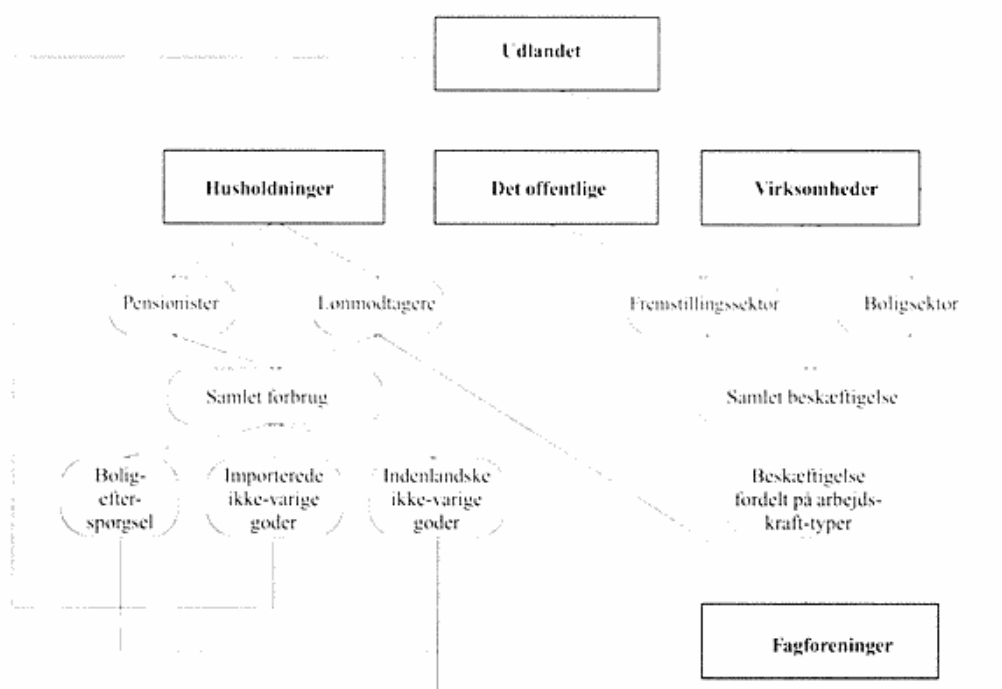 Udlandet
Husholdninger
Det offentlige
Virksomheder
Pensionister
Lønmodtagere
Fremstillingssektor
Boligsektor
Samlet forbrug
Samlet beskæftigelse
Bolig-
efter-
spørgsel
Importerede
ikke-varige
goder
Indenlandske
ikke-varige
goder
Beskæftigelse
fordelt på arbejds-
kraft-typer
Fagforeninger